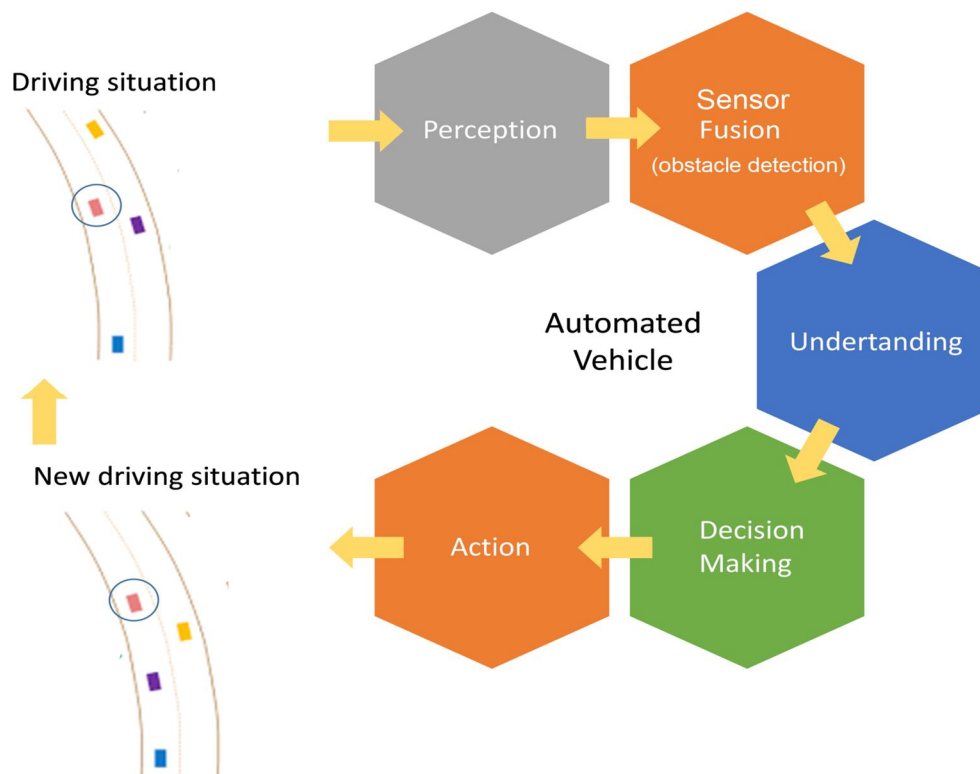 Driving situation
Perception
Sensor
Fusion
(obstacle detection)
Automated
Vehicle
Undertanding
New driving situation
Action
Decision
Making